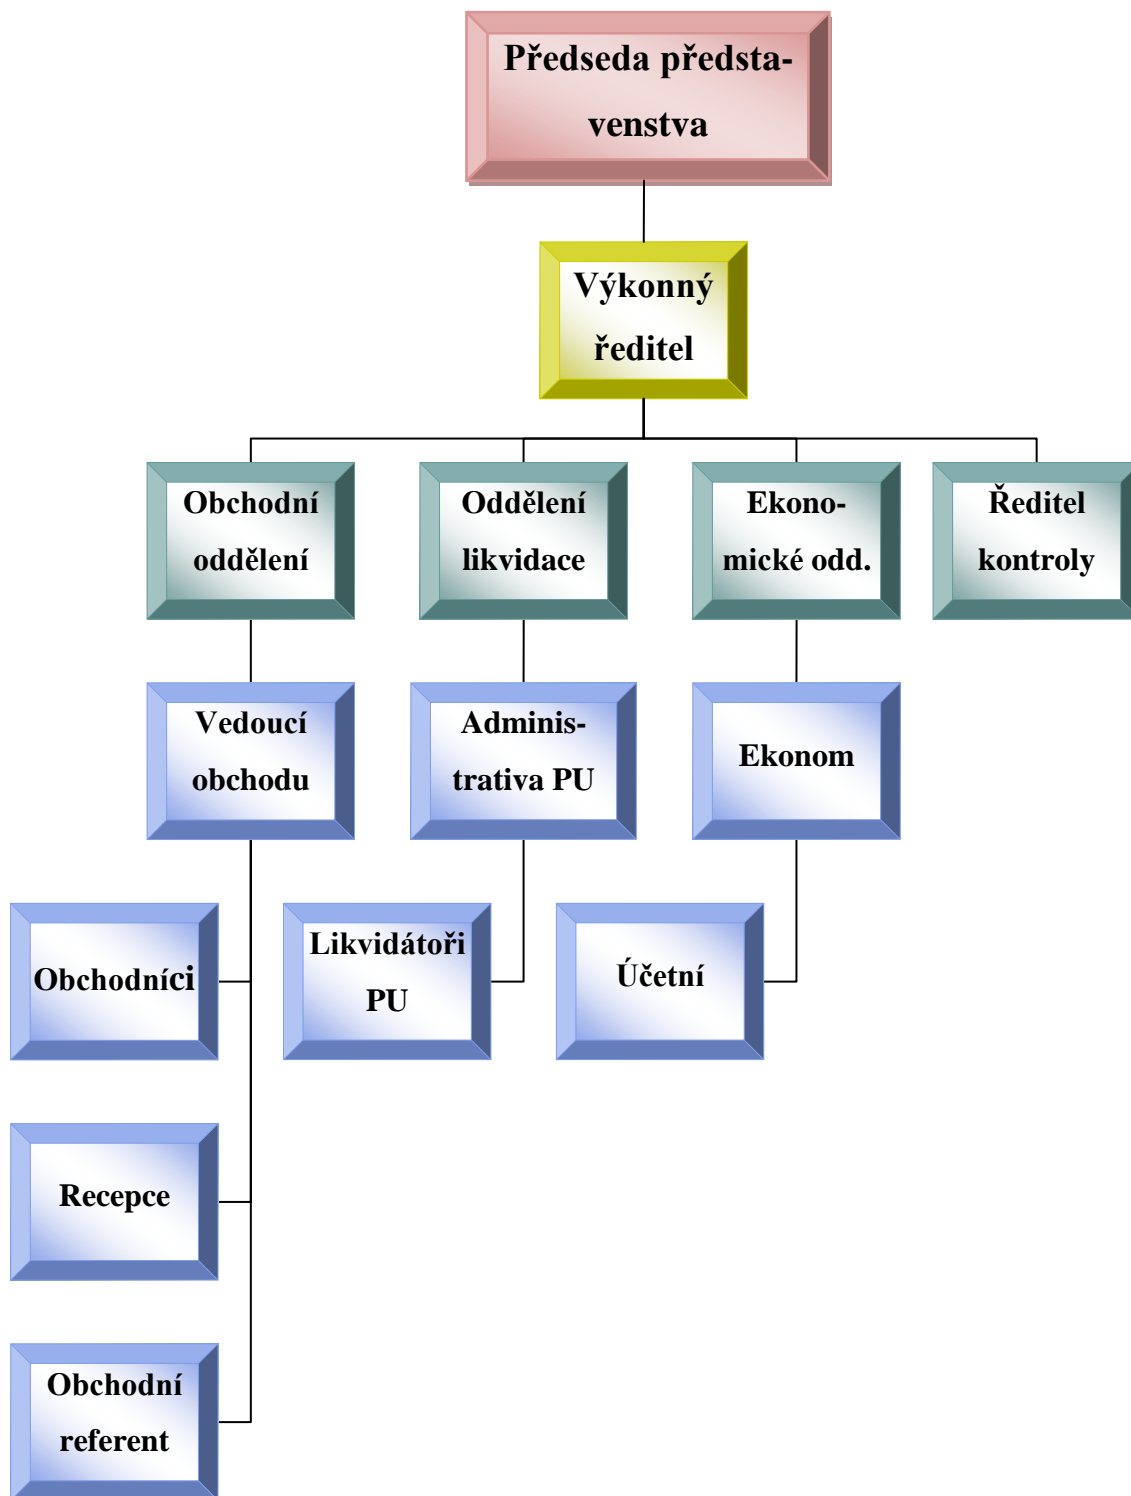 Předseda předsta-
venstva
Výkonný
ředitel
Obchodní
oddělení
Oddělení
likvidace
Ekono-
mické odd.
Ředitel
kontroly
Vedoucí
obchodu
Adminis-
trativa PU
Ekonom
Obchodníci
Likvidátoři
PU
Účetní
Recepce
Obchodní
referent